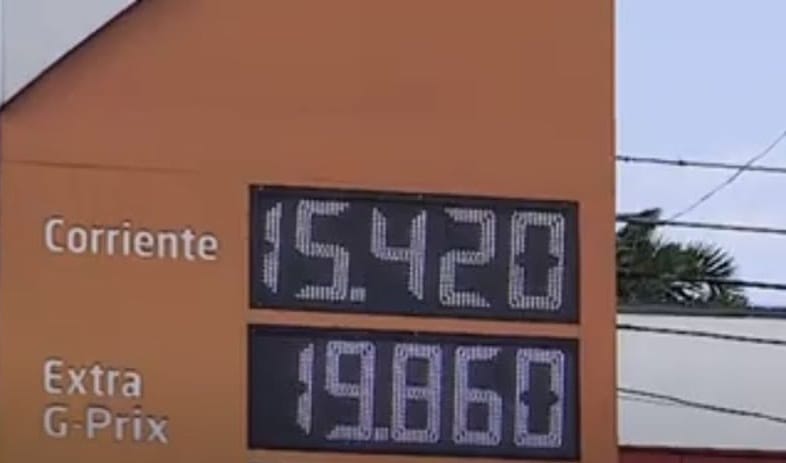 Corriente 15.420
Extra
G-Prix 19.860